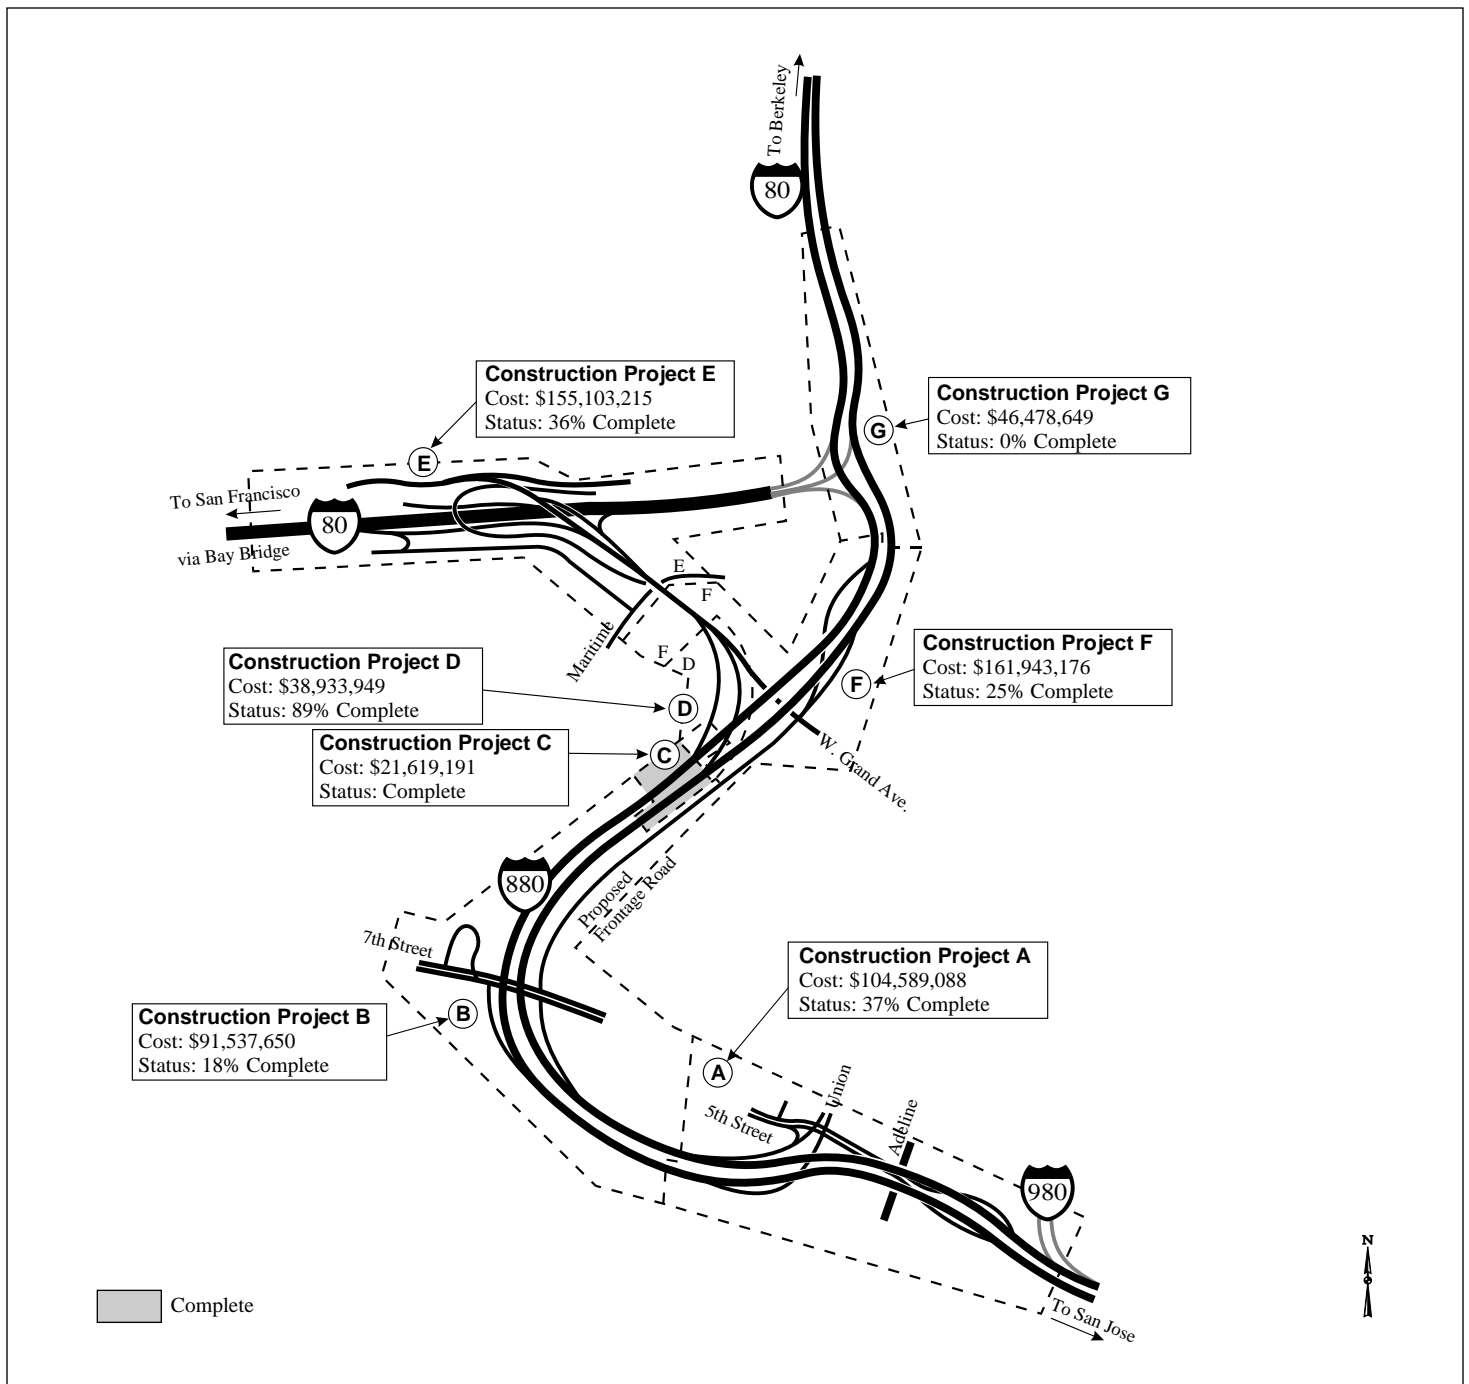 To Berkeley
80
Construction Project E
Cost: $155,103,215
Status: 36% Complete
Construction Project G
Cost: $46,478,649
Status: 0% Complete
G
E
To San Francisco
80
via Bay Bridge
E
F
Maritime
F
D
Construction Project F
Cost: $161,943,176
Status: 25% Complete
F
Construction Project D
Cost: $38,933,949
Status: 89% Complete
D
Construction Project C
Cost: $21,619,191
Status: Complete
C
W. Grand Ave.
880
Proposed
Frontage Road
7th Street
Construction Project A
Cost: $104,589,088
Status: 37% Complete
B
Construction Project B
Cost: $91,537,650
Status: 18% Complete
A
Union
5th Street
Adeline
980
N
Complete
To San Jose